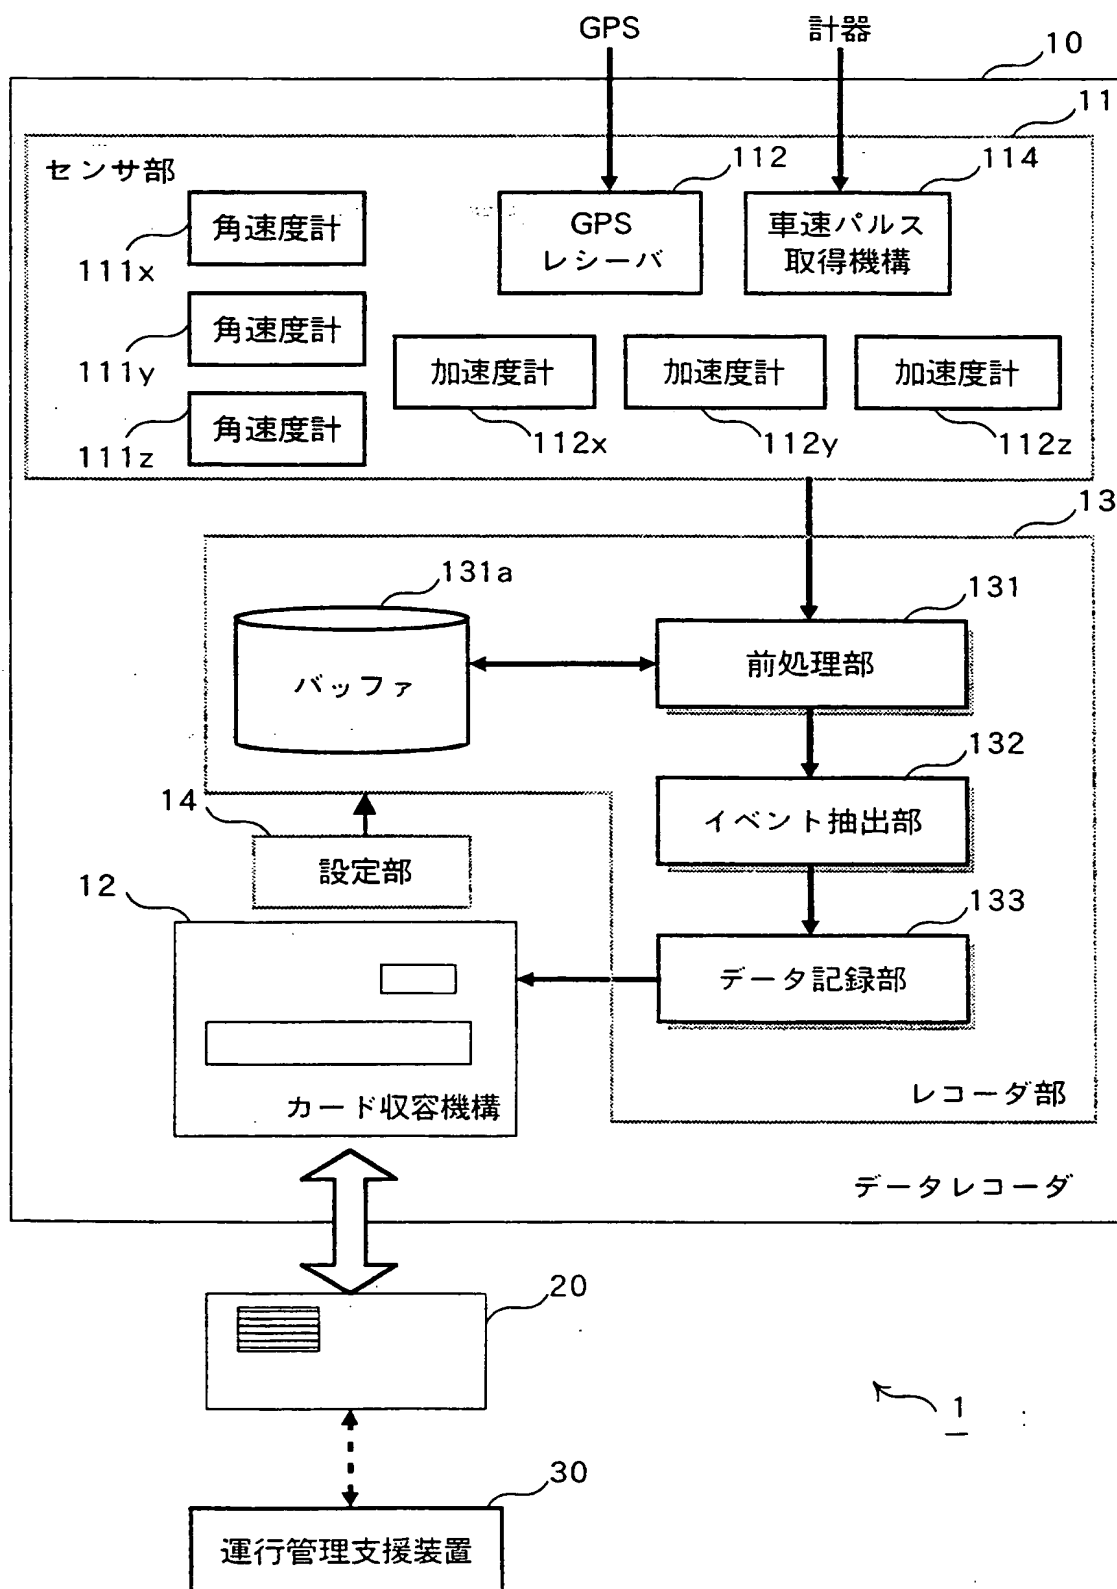 GPS
計器
10
11
センサ部
112
114
角速度計
GPS
レシーバ
車速パルス
取得機構
111x
角速度計
111y
加速度計
加速度計
加速度計
角速度計
111z
112x
112y
112z
13
131a
131
バッファ
前処理部
132
14
イベント抽出部
設定部
12
133
データ記録部
カード収容機構
レコーダ部
データレコーダ
20
1
30
運行管理支援装置